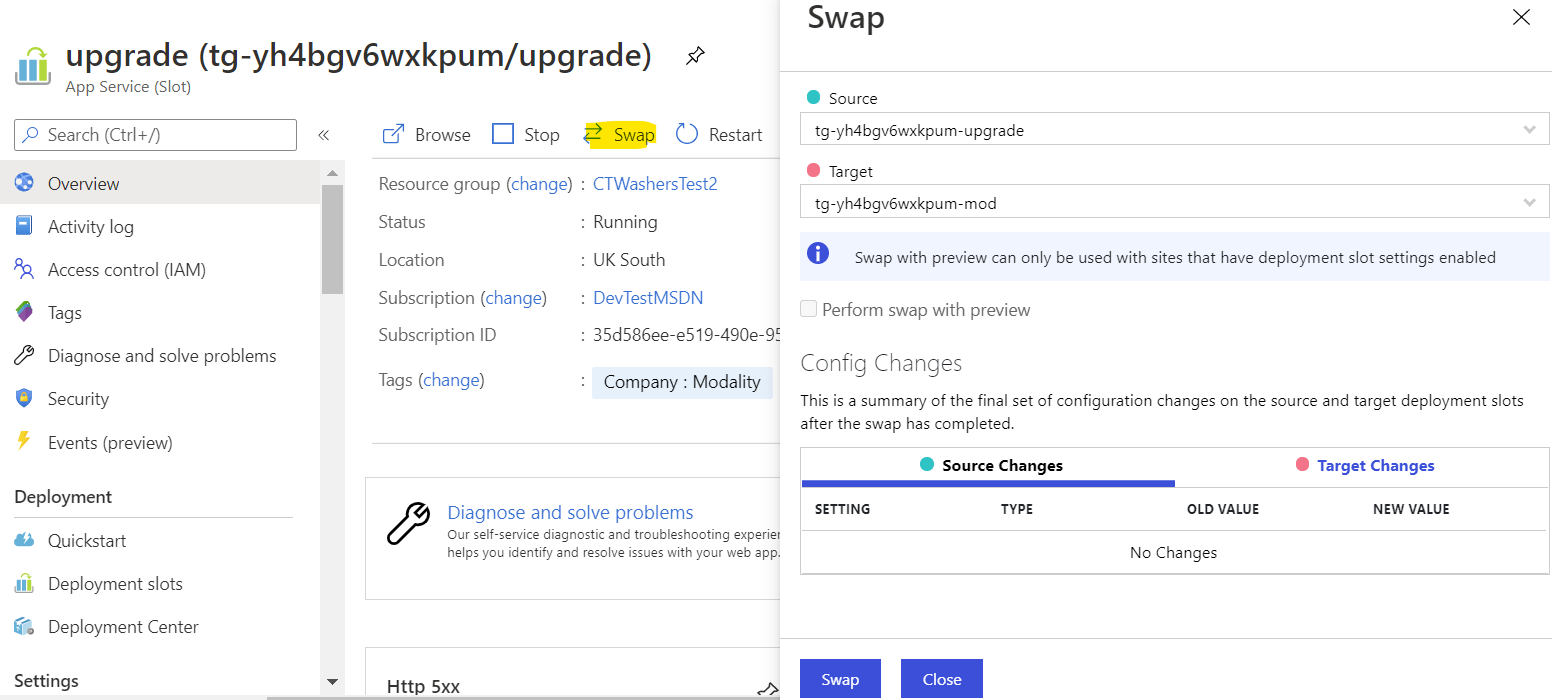 upgrade (tg-yh4bgv6wxkpum/upgrade)
App Service (Slot)
Search (Ctrl+/)
«
Overview
Activity log
Access control (IAM)
Tags
Diagnose and solve problems
Security
Events (preview)
Deployment
Quickstart
Deployment slots
Deployment Center
Settings
Browse
Stop
Swap
Restart
Resource group (change) : CTWashersTest2
Status : Running
Location : UK South
Subscription (change) : DevTestMSDN
Subscription ID : 35d586ee-e519-490e-95
Tags (change) : Company : Modality
Diagnose and solve problems
Our self-service diagnostic and troubleshooting experien
helps you identify and resolve issues with your web app.
Http 5xx
Swap
Source
tg-yh4bgv6wxkpum-upgrade
Target
tg-yh4bgv6wxkpum-mod
Swap with preview can only be used with sites that have deployment slot settings enabled
Perform swap with preview
Config Changes
This is a summary of the final set of configuration changes on the source and target deployment slots
after the swap has completed.
Source Changes
Target Changes
SETTING TYPE OLD VALUE NEW VALUE
No Changes
Swap
Close